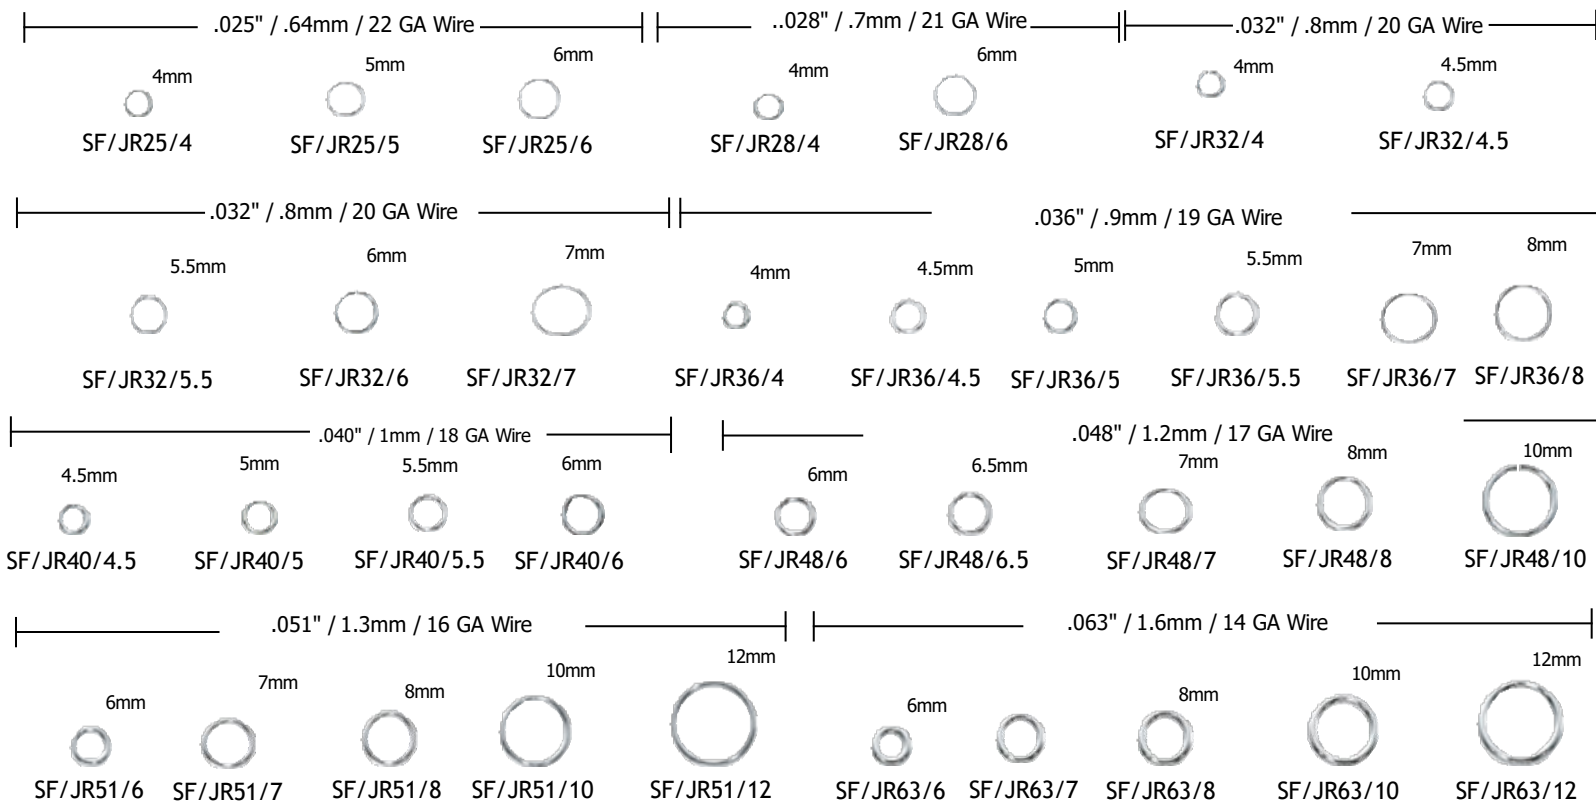 .025" / .64mm / 22 GA Wire
..028" / .7mm / 21 GA Wire
.032" / .8mm / 20 GA Wire
4mm 5mm 6mm 4mm 6mm 4mm 4.5mm
SF/JR25/4 SF/JR25/5 SF/JR25/6 SF/JR28/4 SF/JR28/6 SF/JR32/4 SF/JR32/4.5
.032" / .8mm / 20 GA Wire
.036" / .9mm / 19 GA Wire
5.5mm 6mm 7mm 4mm 4.5mm 5mm 5.5mm 7mm 8mm
SF/JR32/5.5 SF/JR32/6 SF/JR32/7 SF/JR36/4 SF/JR36/4.5 SF/JR36/5 SF/JR36/5.5 SF/JR36/7 SF/JR36/8
.040" / 1mm / 18 GA Wire
.048" / 1.2mm / 17 GA Wire
4.5mm 5mm 5.5mm 6mm 6mm 6.5mm 7mm 8mm 10mm
SF/JR40/4.5 SF/JR40/5 SF/JR40/5.5 SF/JR40/6 SF/JR48/6 SF/JR48/6.5 SF/JR48/7 SF/JR48/8 SF/JR48/10
.051" / 1.3mm / 16 GA Wire
.063" / 1.6mm / 14 GA Wire
6mm 7mm 8mm 10mm 12mm 6mm 8mm 10mm 12mm
SF/JR51/6 SF/JR51/7 SF/JR51/8 SF/JR51/10 SF/JR51/12 SF/JR63/6 SF/JR63/7 SF/JR63/8 SF/JR63/10 SF/JR63/12